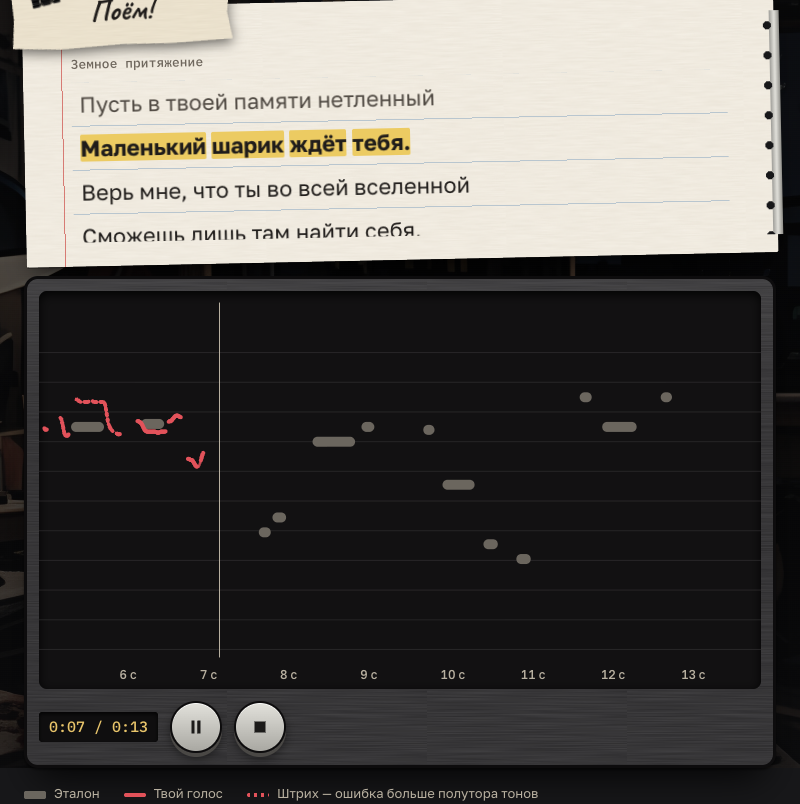 Поём!
Земное притяжение
Пусть в твоей памяти нетленный
Маленький шарик ждёт тебя.
Верь мне, что ты во всей вселенной
Сможешь лишь там найти себя.
6 с 7 с 8 с 9 с 10 с 11 с 12 с 13 с
0:07 / 0:13
Эталон Твой голос Штрих — ошибка больше полутора тонов